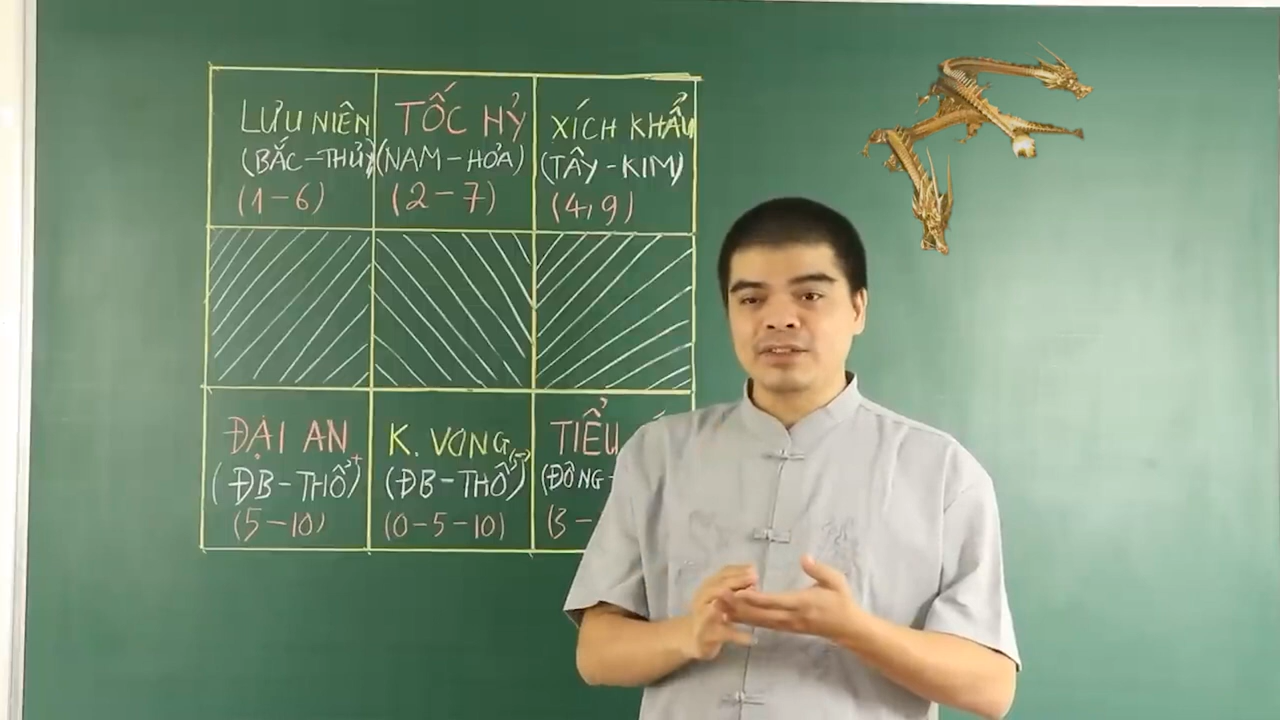 LƯU NIÊN
(BẮC-THỦY)
(1-6)
TỐC HỶ
(NAM-HỎA)
(2-7)
XÍCH KHẨU
(TÂY-KIM)
(4,9)
ĐẠI AN +
(ĐB-THỔ)
(5-10)
K. VONG
(ĐB-THỔ)
(0-5-10)
TIỂU
(ĐÔNG-
(3-